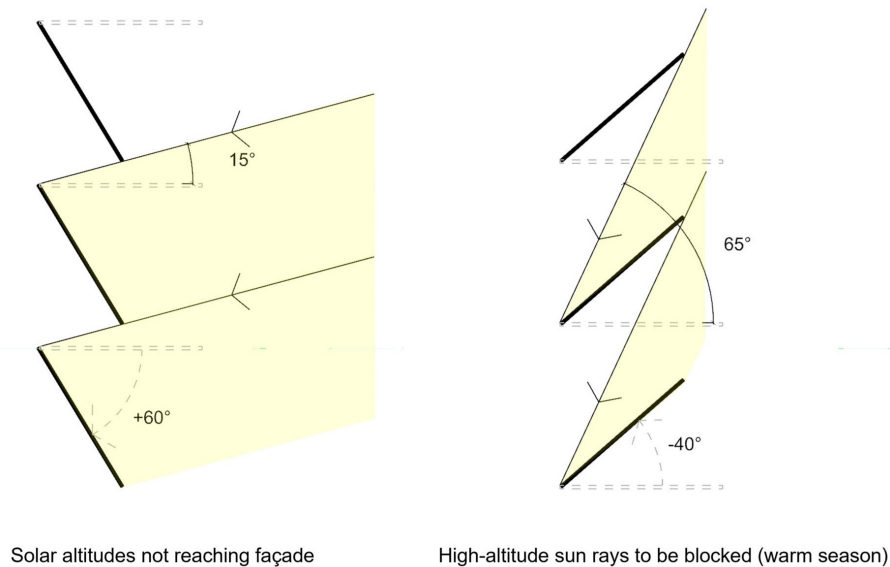 15°
65°
+60°
-40°
Solar altitudes not reaching façade
High-altitude sun rays to be blocked (warm season)